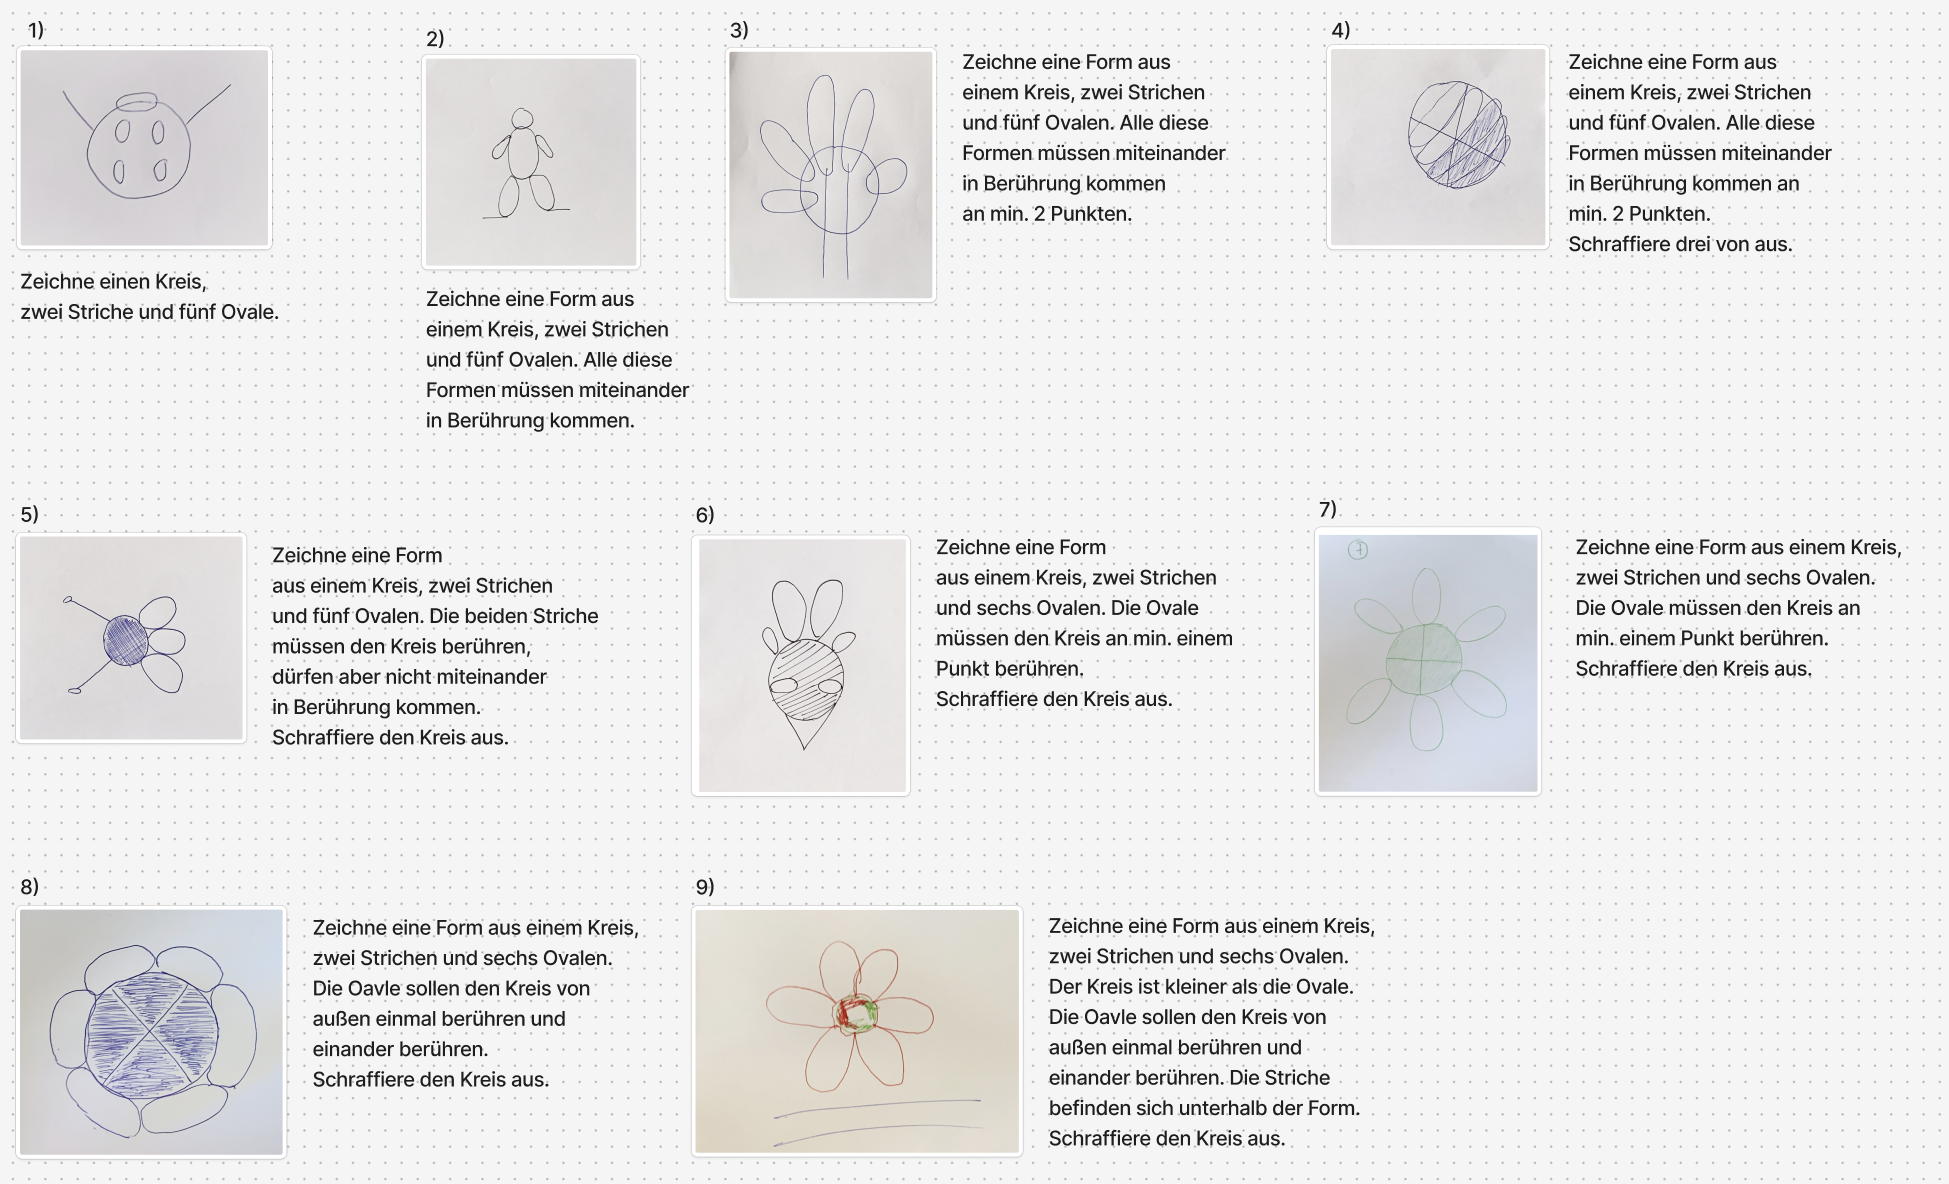 1)
Zeichne einen Kreis,
zwei Striche und fünf Ovale.
2)
Zeichne eine Form aus
einem Kreis, zwei Strichen
und fünf Ovalen. Alle diese
Formen müssen miteinander
in Berührung kommen.
3)
Zeichne eine Form aus
einem Kreis, zwei Strichen
und fünf Ovalen. Alle diese
Formen müssen miteinander
in Berührung kommen
an min. 2 Punkten.
4)
Zeichne eine Form aus
einem Kreis, zwei Strichen
und fünf Ovalen. Alle diese
Formen müssen miteinander
in Berührung kommen an
min. 2 Punkten.
Schraffiere drei von aus.
5)
Zeichne eine Form
aus einem Kreis, zwei Strichen
und fünf Ovalen. Die beiden Striche
müssen den Kreis berühren,
dürfen aber nicht miteinander
in Berührung kommen.
Schraffiere den Kreis aus.
6)
Zeichne eine Form
aus einem Kreis, zwei Strichen
und sechs Ovalen. Die Ovale
müssen den Kreis an min. einem
Punkt berühren.
Schraffiere den Kreis aus.
7)
7
Zeichne eine Form aus einem Kreis,
zwei Strichen und sechs Ovalen.
Die Ovale müssen den Kreis an
min. einem Punkt berühren.
Schraffiere den Kreis aus.
8)
Zeichne eine Form aus einem Kreis,
zwei Strichen und sechs Ovalen.
Die Oavle sollen den Kreis von
außen einmal berühren und
einander berühren.
Schraffiere den Kreis aus.
9)
Zeichne eine Form aus einem Kreis,
zwei Strichen und sechs Ovalen.
Der Kreis ist kleiner als die Ovale.
Die Oavle sollen den Kreis von
außen einmal berühren und
einander berühren. Die Striche
befinden sich unterhalb der Form.
Schraffiere den Kreis aus.